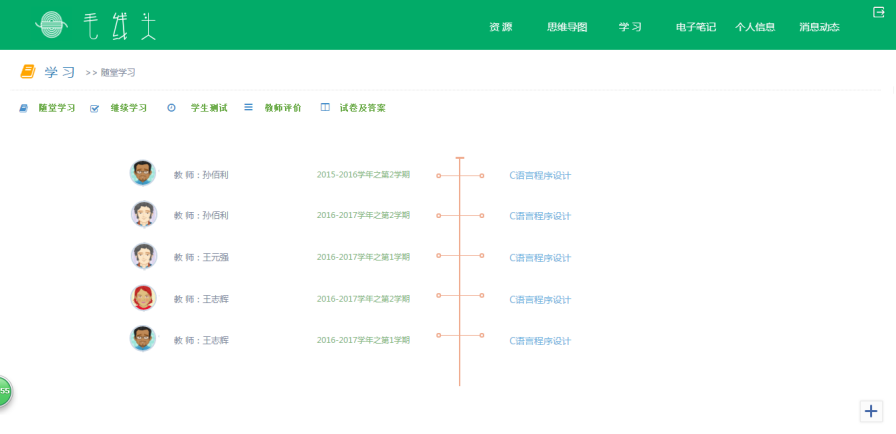 毛线头
资 源 思维导图 学 习 电子笔记 个人信息 消息动态
学 习 >> 随堂学习
随堂学习 继续学习 学生测试 教师评价 试卷及答案
教 师：孙佰利 2015-2016学年之第2学期 C语言程序设计
教 师：孙佰利 2016-2017学年之第2学期 C语言程序设计
教 师：王元强 2016-2017学年之第1学期 C语言程序设计
教 师：王志辉 2016-2017学年之第2学期 C语言程序设计
教 师：王志辉 2016-2017学年之第1学期 C语言程序设计
55